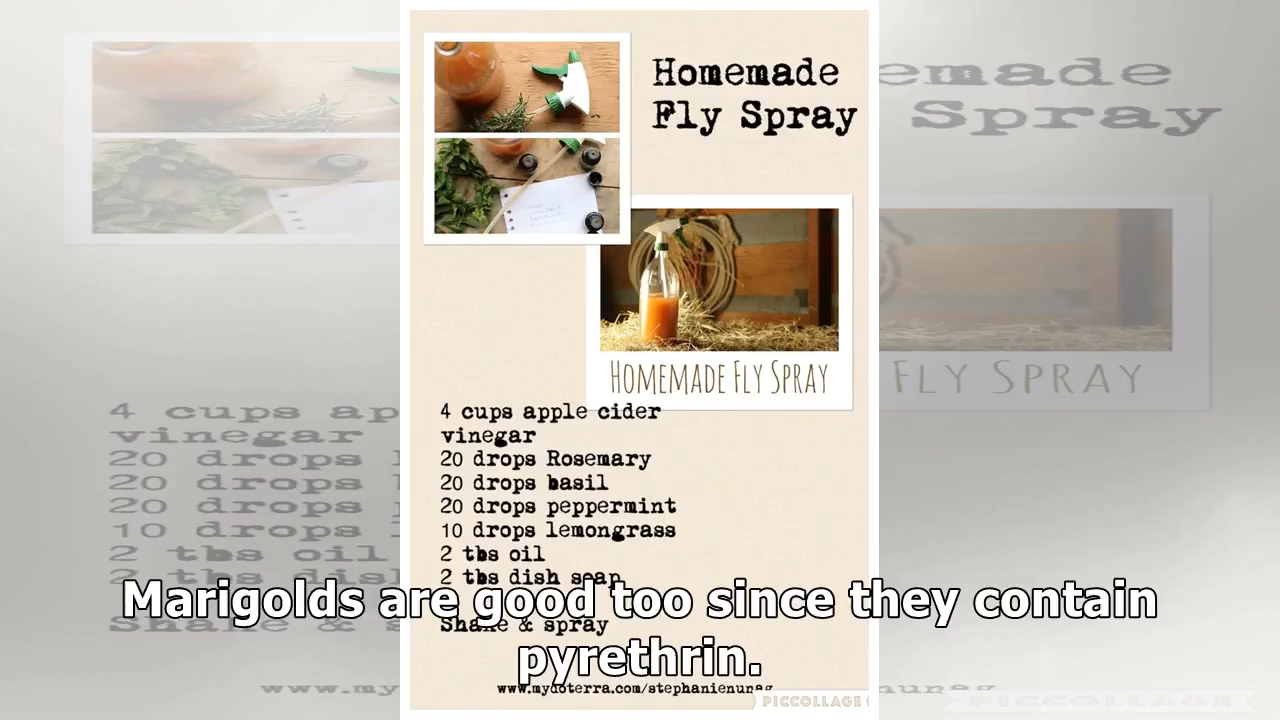 Homemade
Fly Spray
HOMEMADE FLY SPRAY
4 cups apple cider
vinegar
20 drops Rosemary
20 drops basil
20 drops peppermint
10 drops lemongrass
2 tbs oil
2 tbs dish soap
Shake & spray
Marigolds are good too since they contain
pyrethrin.
www.mydoterra.com/stephanienunag
PICCOLLAGE